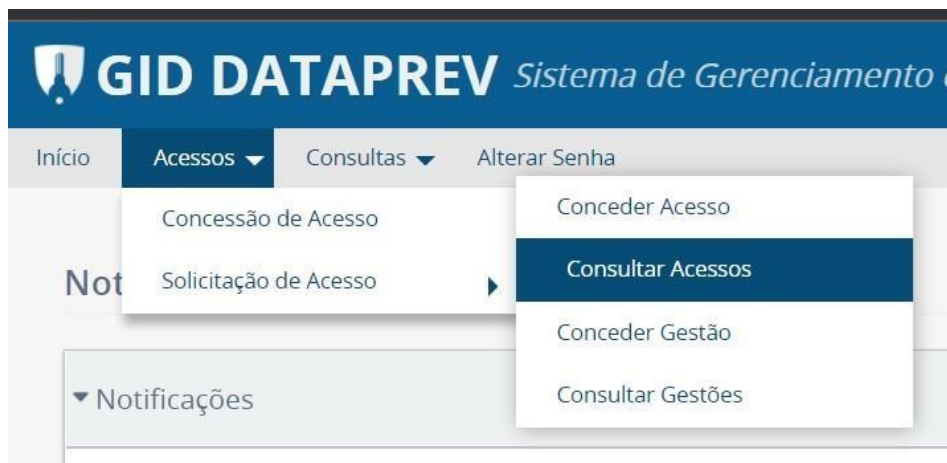 GID DATAPREV Sistema de Gerenciamento
Início Acessos Consultas Alterar Senha
Concessão de Acesso
Solicitação de Acesso
Conceder Acesso
Consultar Acessos
Conceder Gestão
Consultar Gestões
Not
Notificações